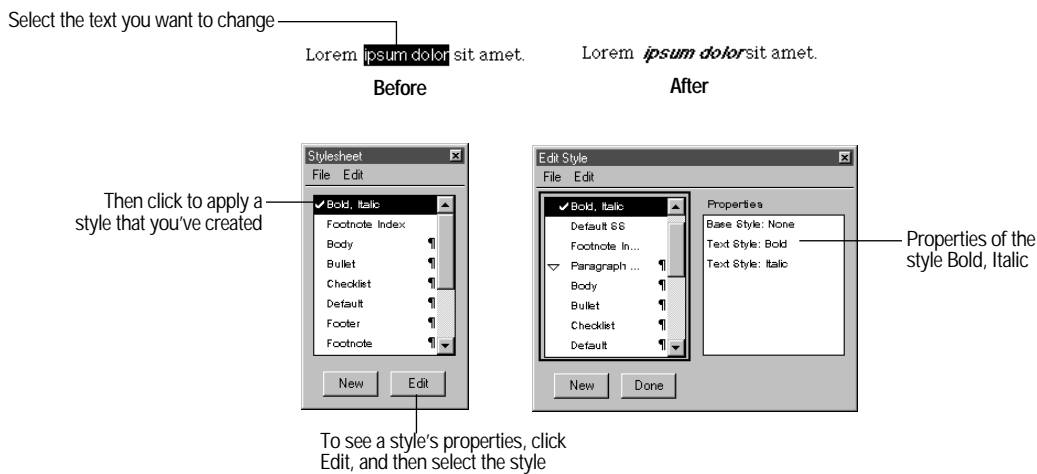 Select the text you want to change
Lorem ipsum dolor sit amet.
Before
Lorem ipsum dolor sit amet.
After
Stylesheet
File Edit
Then click to apply a
style that you've created
✓Bold, Italic
Footnote Index
Body ¶
Bullet ¶
Checklist ¶
Default ¶
Footer ¶
Footnote ¶
New Edit
To see a style's properties, click
Edit, and then select the style
Edit Style
File Edit
✓Bold, Italic
Default SS
Footnote In...
Paragraph ... ¶
Body ¶
Bullet ¶
Checklist ¶
Default ¶
New Done
Properties
Base Style: None
Text Style: Bold
Text Style: Italic
Properties of the
style Bold, Italic